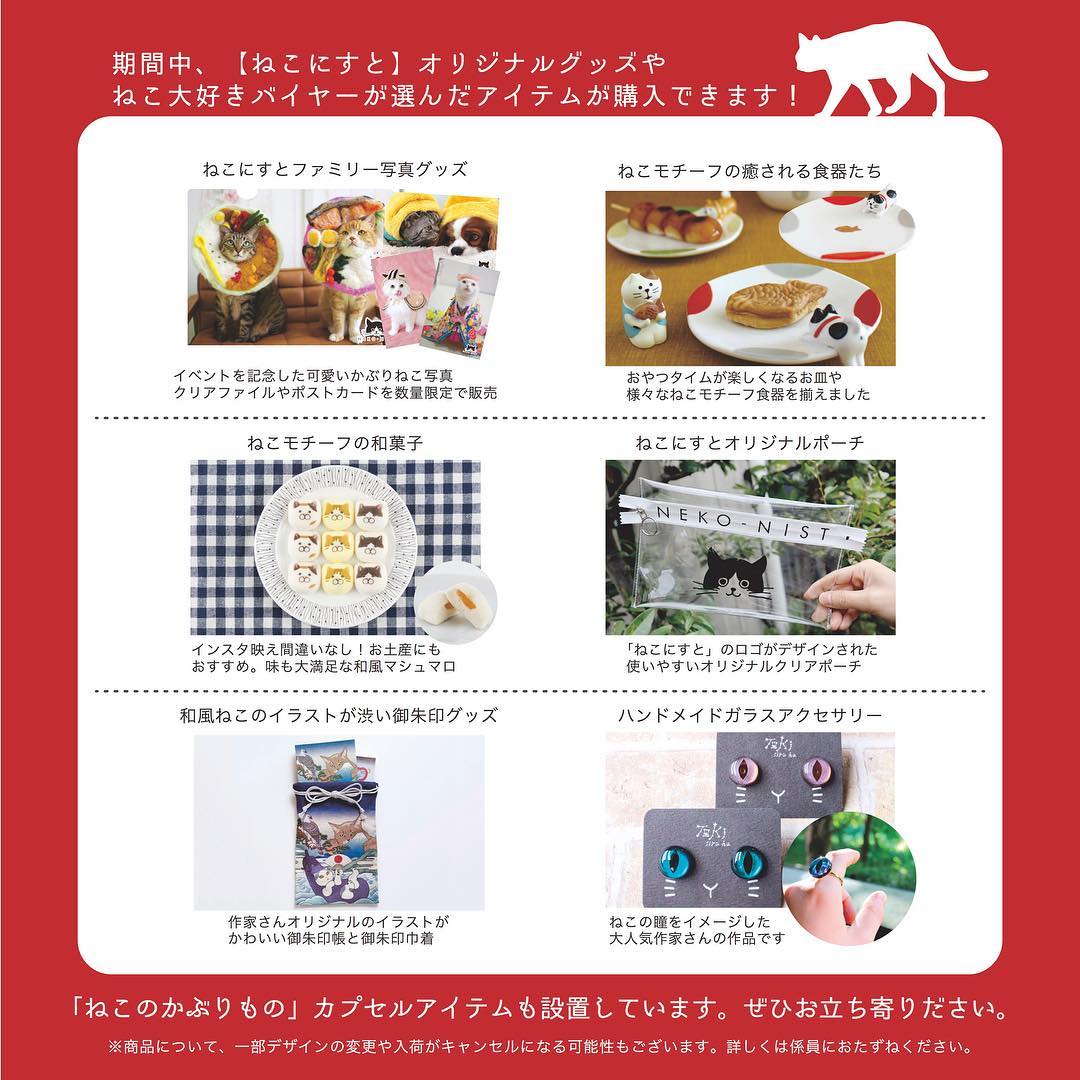 期間中、【ねこにすと】オリジナルグッズや
ねこ大好きバイヤーが選んだアイテムが購入できます！
ねこにすとファミリー写真グッズ
イベントを記念した可愛いかぶりねこ写真
クリアファイルやポストカードを数量限定で販売
ねこモチーフの癒される食器たち
おやつタイムが楽しくなるお皿や
様々なねこモチーフ食器を揃えました
ねこモチーフの和菓子
インスタ映え間違いなし！お土産にも
おすすめ。味も大満足な和風マシュマロ
ねこにすとオリジナルポーチ
NEKO-NIST
「ねこにすと」のロゴがデザインされた
使いやすいオリジナルクリアポーチ
和風ねこのイラストが渋い御朱印グッズ
作家さんオリジナルのイラストが
かわいい御朱印帳と御朱印巾着
ハンドメイドガラスアクセサリー
ねこの瞳をイメージした
大人気作家さんの作品です
「ねこのかぶりもの」カプセルアイテムも設置しています。ぜひお立ち寄りださい。
※商品について、一部デザインの変更や入荷がキャンセルになる可能性もございます。詳しくは係員におたずねください。